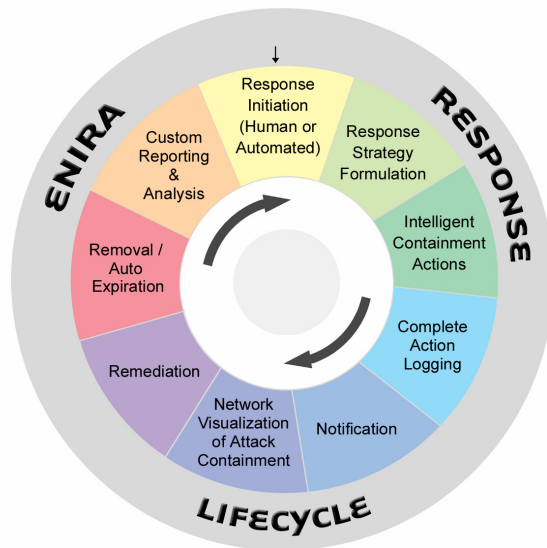 ENIRA
RESPONSE
LIFECYCLE
Response
Initiation
(Human or
Automated)
Response
Strategy
Formulation
Intelligent
Containment
Actions
Complete
Action
Logging
Notification
Network
Visualization
of Attack
Containment
Remediation
Removal /
Auto
Expiration
Custom
Reporting
&
Analysis